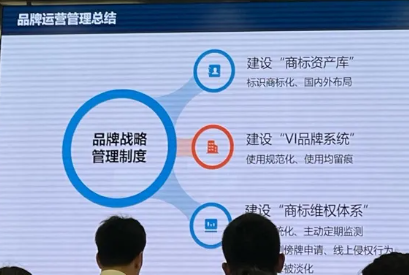 品牌运营管理总结
品牌战略
管理制度
建设“商标资产库”
标识商标化、国内外布局
建设“VI品牌系统”
使用规范化、使用均留痕
建设“商标维权体系”
统化、主动定期监测
傍牌申请、线上侵权行为
被淡化